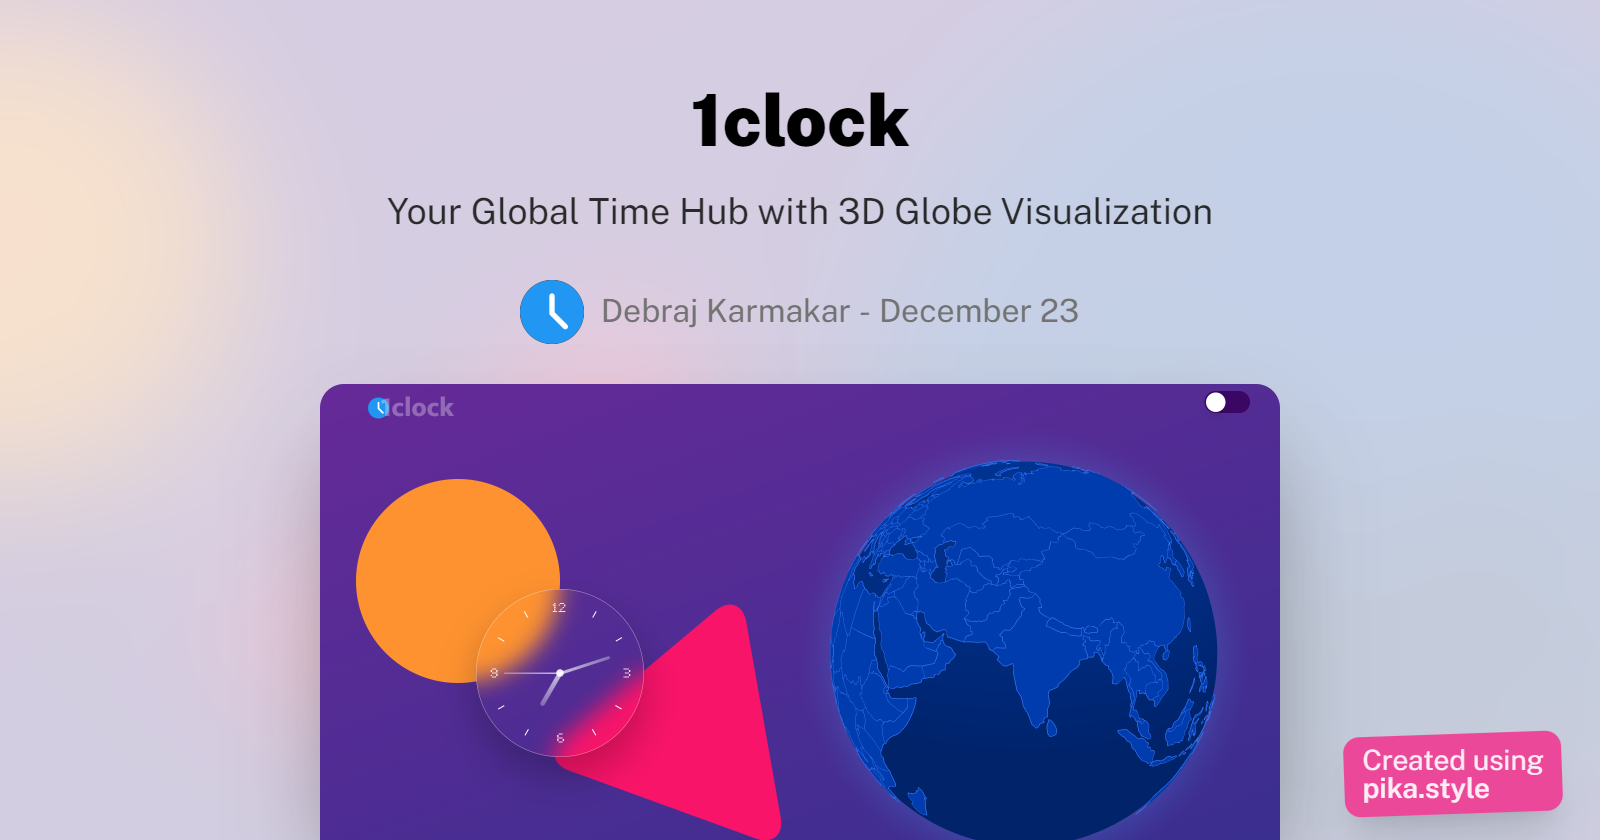 1clock
Your Global Time Hub with 3D Globe Visualization
Debraj Karmakar - December 23
1clock
12
9
3
6
Created using
pika.style